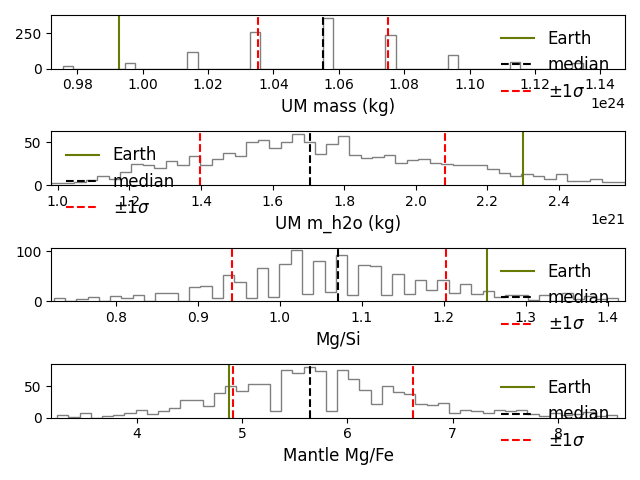 250
0
Earth
median
±1σ
0.98 1.00 1.02 1.04 1.06 1.08 1.10 1.12 1.14
1e24
UM mass (kg)
50
0
Earth
median
±1σ
1.0 1.2 1.4 1.6 1.8 2.0 2.2 2.4
1e21
UM m_h2o (kg)
100
0
Earth
median
±1σ
0.8 0.9 1.0 1.1 1.2 1.3 1.4
Mg/Si
50
0
Earth
median
±1σ
4 5 6 7 8
Mantle Mg/Fe